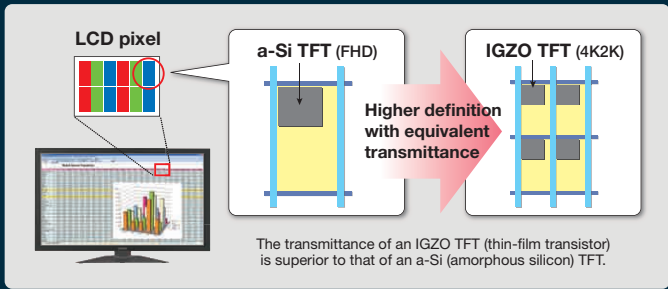 LCD pixel
a-Si TFT (FHD)
Higher definition
with equivalent
transmittance
IGZO TFT (4K2K)
The transmittance of an IGZO TFT (thin-film transistor)
is superior to that of an a-Si (amorphous silicon) TFT.